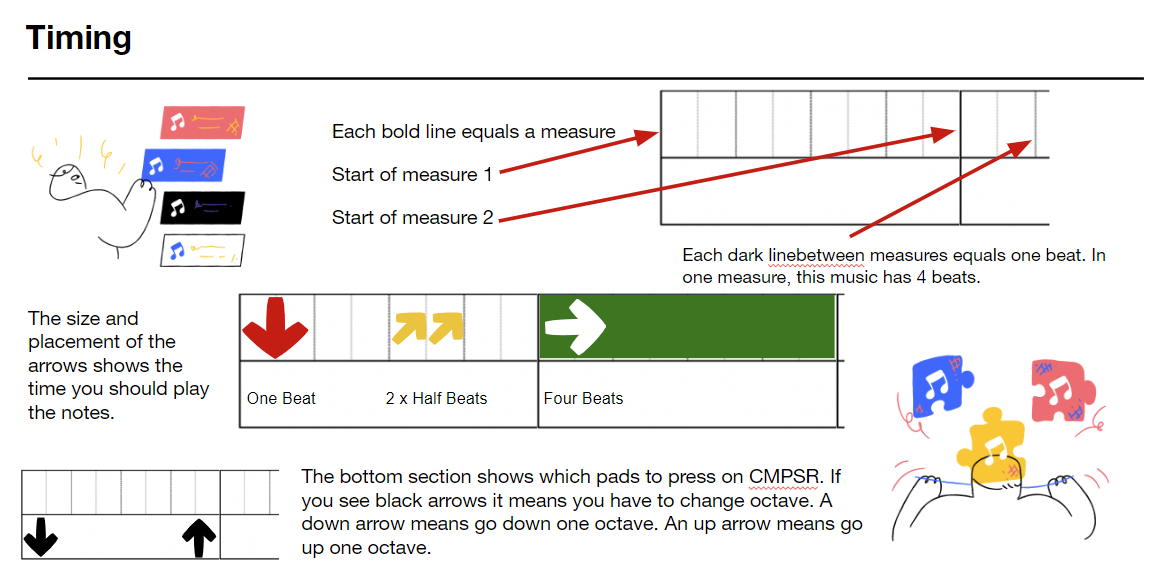 Timing
Each bold line equals a measure
Start of measure 1
Start of measure 2
Each dark linebetween measures equals one beat. In
one measure, this music has 4 beats.
The size and
placement of the
arrows shows the
time you should play
the notes.
One Beat
2 x Half Beats
Four Beats
The bottom section shows which pads to press on CMPSR. If
you see black arrows it means you have to change octave. A
down arrow means go down one octave. An up arrow means go
up one octave.